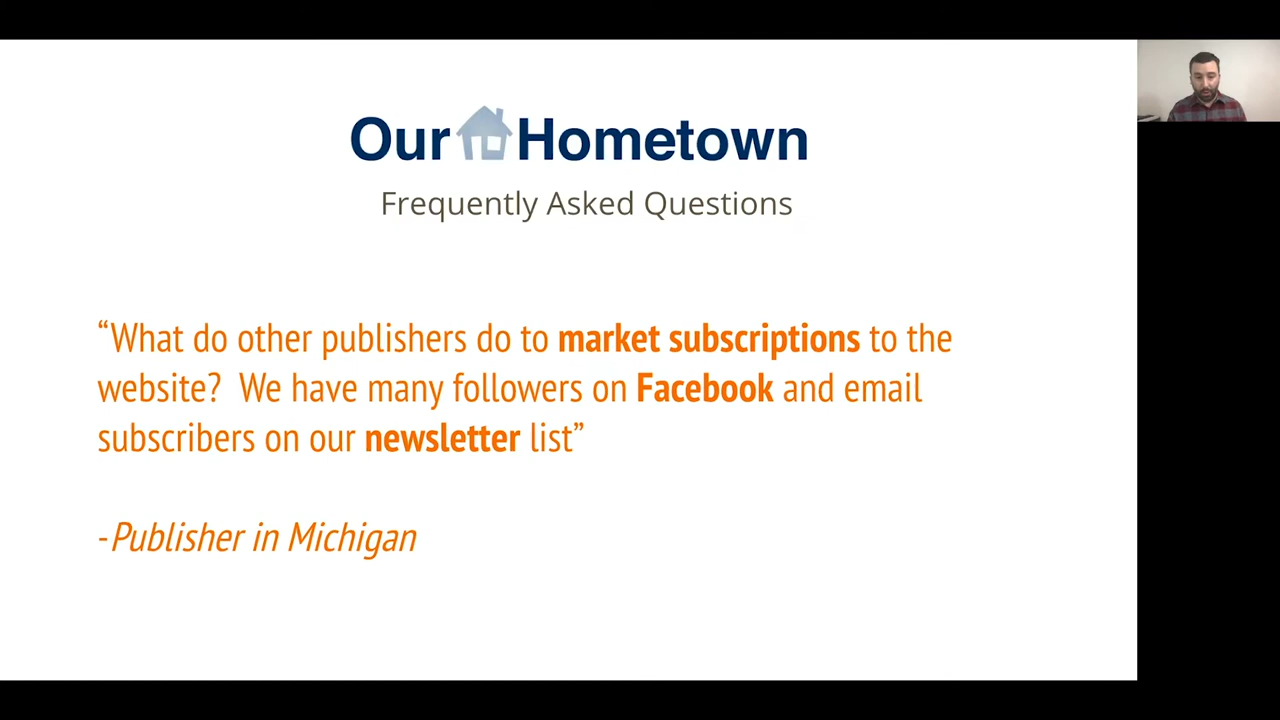 Our Hometown
Frequently Asked Questions
“What do other publishers do to market subscriptions to the
website?  We have many followers on Facebook and email
subscribers on our newsletter list”
-Publisher in Michigan